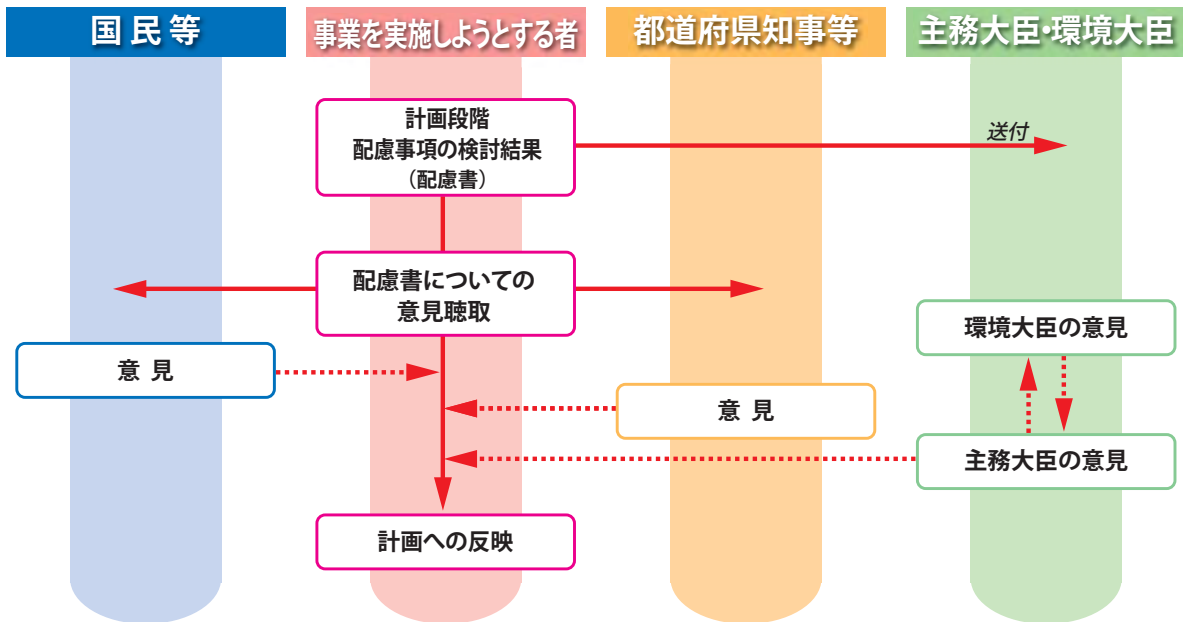 国民等
事業を実施しようとする者
都道府県知事等
主務大臣・環境大臣
計画段階
配慮事項の検討結果
（配慮書）
送付
配慮書についての
意見聴取
環境大臣の意見
意 見
意 見
主務大臣の意見
計画への反映